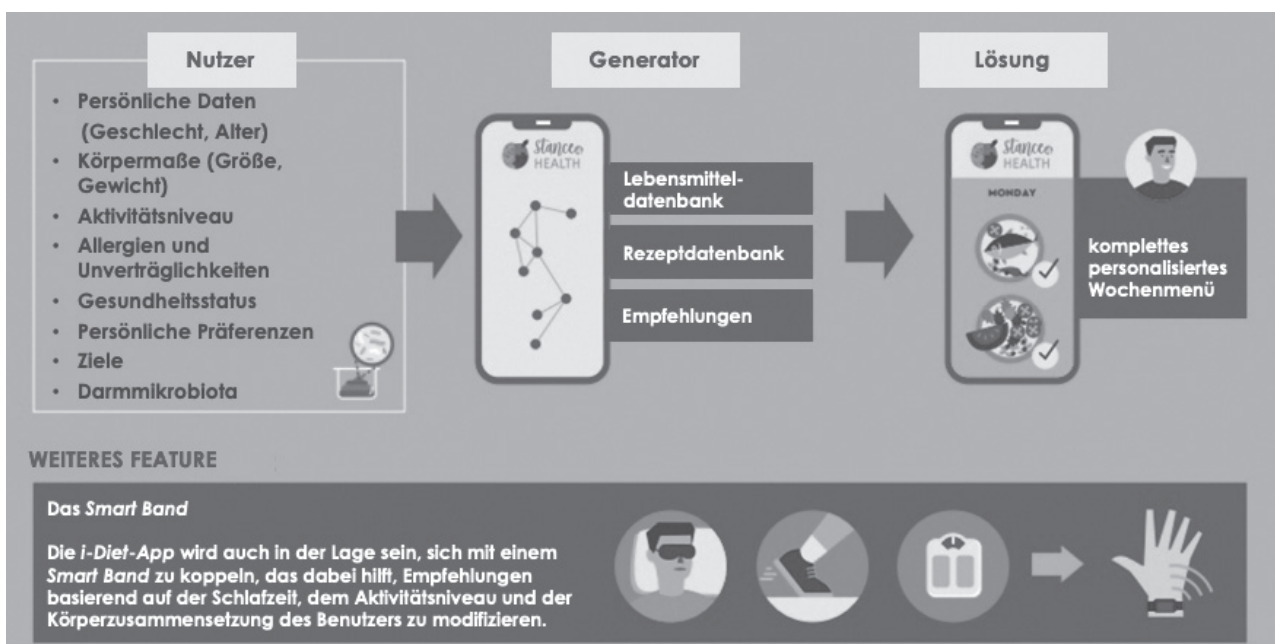 Nutzer
• Persönliche Daten
(Geschlecht, Alter)
• Körpermaße (Größe,
Gewicht)
• Aktivitätsniveau
• Allergien und
Unverträglichkeiten
• Gesundheitsstatus
• Persönliche Präferenzen
• Ziele
• Darmmikrobiota
Generator
Stance
HEALTH
Lebensmittel-
datenbank
Rezeptdatenbank
Empfehlungen
Lösung
Stance
HEALTH
MONDAY
komplettes
personalisiertes
Wochenmenü
WEITERES FEATURE
Das Smart Band
Die i-Diet-App wird auch in der Lage sein, sich mit einem
Smart Band zu koppeln, das dabei hilft, Empfehlungen
basierend auf der Schlafzeit, dem Aktivitätsniveau und der
Körperzusammensetzung des Benutzers zu modifizieren.